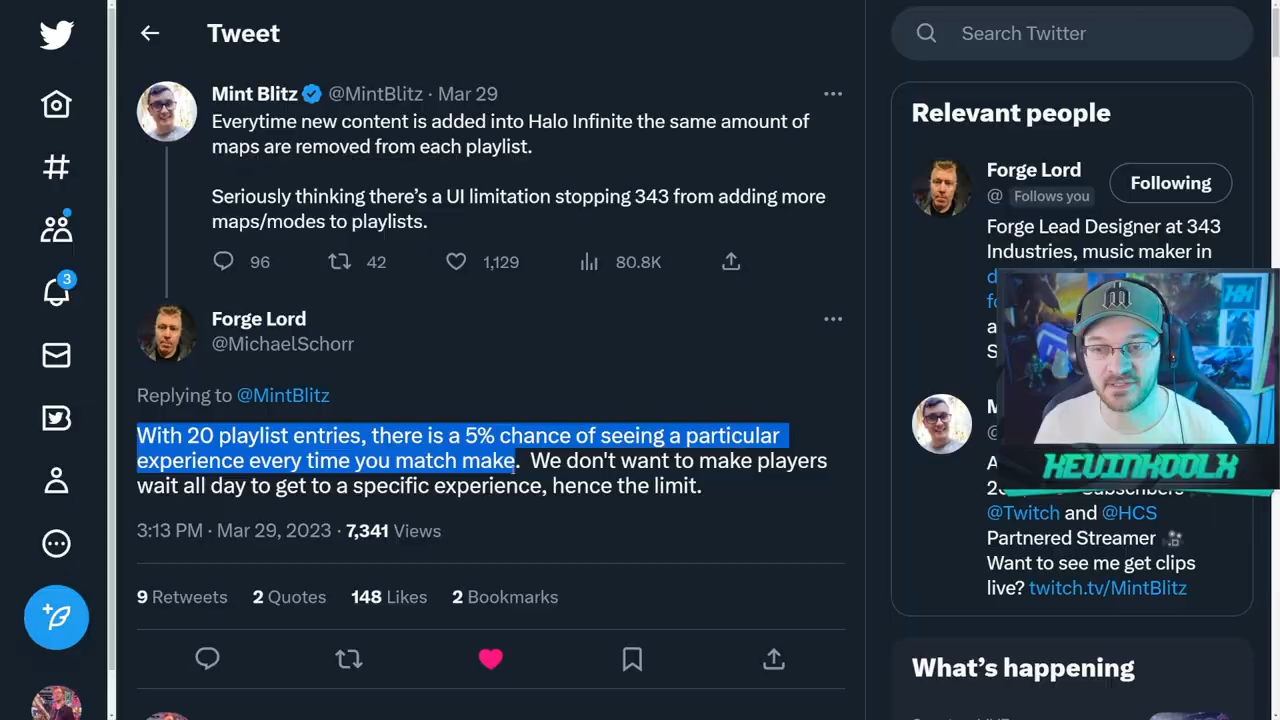 Tweet
Search Twitter
Mint Blitz @MintBlitz · Mar 29
Everytime new content is added into Halo Infinite the same amount of
maps are removed from each playlist.
Seriously thinking there's a UI limitation stopping 343 from adding more
maps/modes to playlists.
96 42 1,129 80.8K
Forge Lord
@MichaelSchorr
Replying to @MintBlitz
With 20 playlist entries, there is a 5% chance of seeing a particular
experience every time you match make. We don't want to make players
wait all day to get to a specific experience, hence the limit.
3:13 PM · Mar 29, 2023 · 7,341 Views
9 Retweets 2 Quotes 148 Likes 2 Bookmarks
3
Relevant people
Forge Lord
Following
@ Follows you
Forge Lead Designer at 343
Industries, music maker in
KEVINKOOLX
Subscribers
@Twitch and @HCS
Partnered Streamer
Want to see me get clips
live? twitch.tv/MintBlitz
What's happening